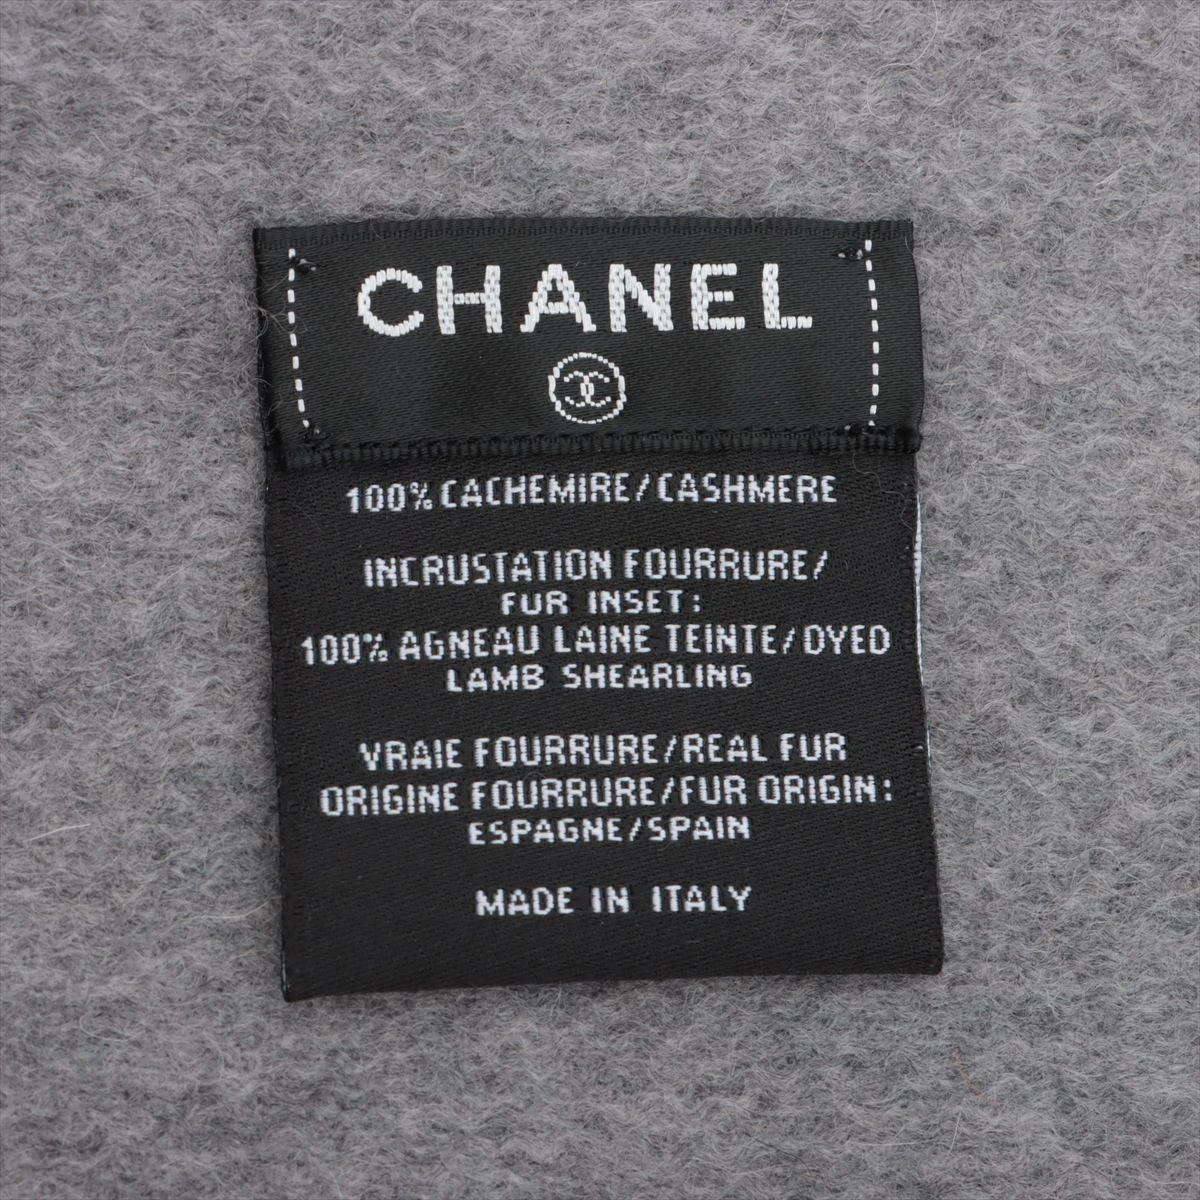 CHANEL
100% CACHEMIRE/CASHMERE
INCRUSTATION FOURRURE/
FUR INSET:
100% AGNEAU LAINE TEINTE/DYED
LAMB SHEARLING
VRAIE FOURRURE/REAL FUR
ORIGINE FOURRURE/FUR ORIGIN:
ESPAGNE/SPAIN
MADE IN ITALY